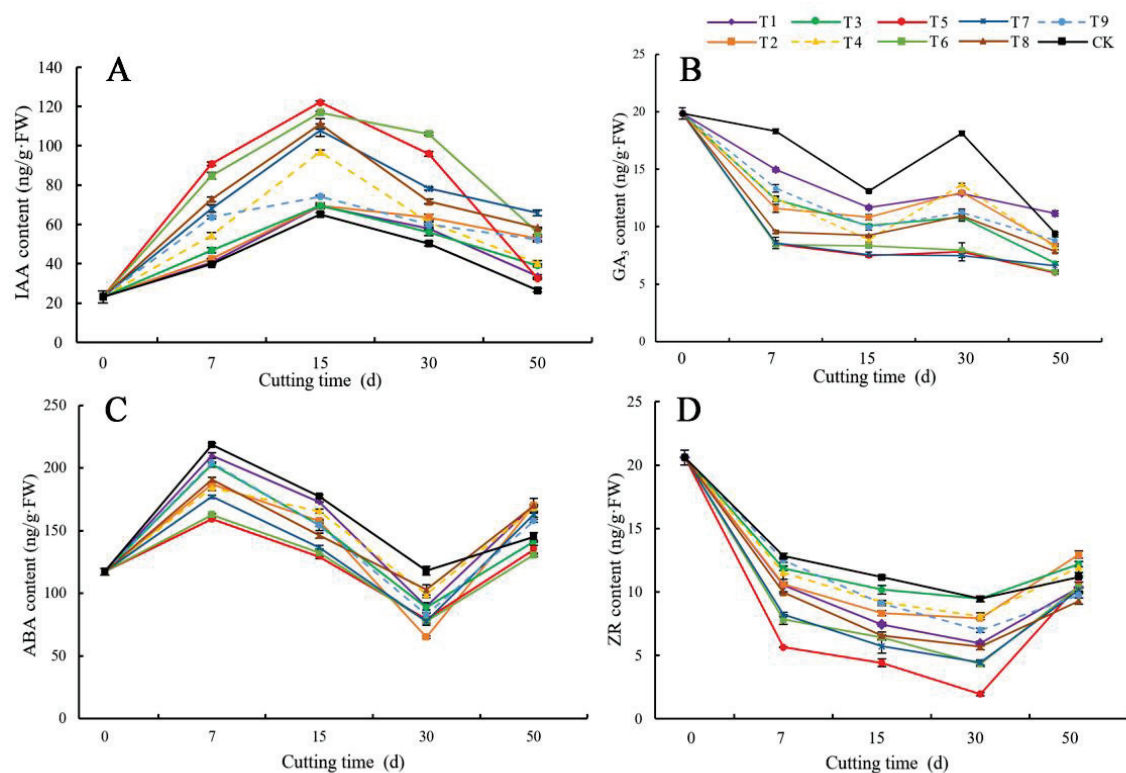 T1 T3 T5 T7 T9
T2 T4 T6 T8 CK
A
IAA content (ng/g·FW)
140
120
100
80
60
40
20
0
0 7 15 30 50
Cutting time (d)
B
GA3 content (ng/g·FW)
25
20
15
10
5
0
0 7 15 30 50
Cutting time (d)
C
ABA content (ng/g·FW)
250
200
150
100
50
0
0 7 15 30 50
Cutting time (d)
D
ZR content (ng/g·FW)
25
20
15
10
5
0
0 7 15 30 50
Cutting time (d)